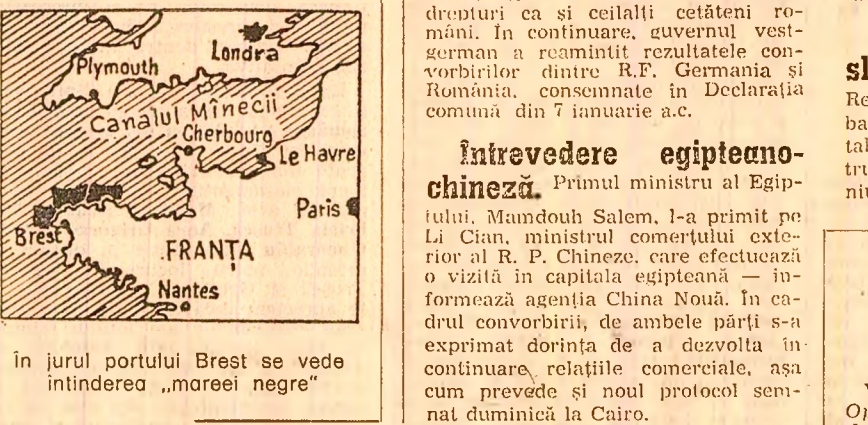 Londra
Plymouth
Canalul Mînecii
Cherbourg
Le Havre
Paris
Brest
FRANȚA
Nantes
în jurul portului Brest se vede
întinderea „mareei negre"
drepturi ca și ceilalți cetățeni ro-
mâni. În continuare, guvernul vest-
german a reamintit rezultatele con-
vorbirilor dintre R.F. Germania și
România, consemnate în Declarația
comună din 7 ianuarie a.c.
Întrevedere egipteano-
chineză. Primul ministru al Egip-
tului, Mamdouh Salem, l-a primit pe
Li Cian, ministrul comerțului exte-
rior al R. P. Chineze, care efectuează
o vizită în capitala egipteană — in-
formează agenția China Nouă. În ca-
drul convorbirii, de ambele părți s-a
exprimat dorința de a dezvolta în
continuare relațiile comerciale, așa
cum prevede și noul protocol sem-
nat duminică la Cairo.
sl
Re
ba
tal
tru
niu